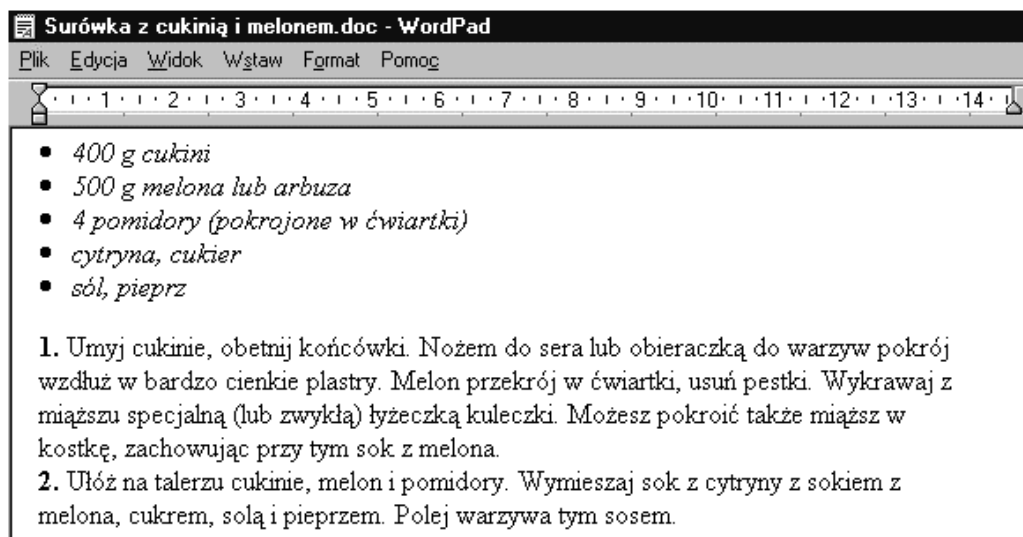 Surówka z cukinią i melonem.doc - WordPad
Plik Edycja Widok Wstaw Format Pomoc
1 2 3 4 5 6 7 8 9 10 11 12 13 14
• 400 g cukini
• 500 g melona lub arbuza
• 4 pomidory (pokrojone w ćwiartki)
• cytryna, cukier
• sól, pieprz
1. Umyj cukinie, obetnij końcówki. Nożem do sera lub obieraczką do warzyw pokrój
wzdłuż w bardzo cienkie plastry. Melon przekrój w ćwiartki, usuń pestki. Wykrawaj z
miąższu specjalną (lub zwykłą) łyżeczką kuleczki. Możesz pokroić także miąższ w
kostkę, zachowując przy tym sok z melona.
2. Ułóż na talerzu cukinie, melon i pomidory. Wymieszaj sok z cytryny z sokiem z
melona, cukrem, solą i pieprzem. Polej warzywa tym sosem.